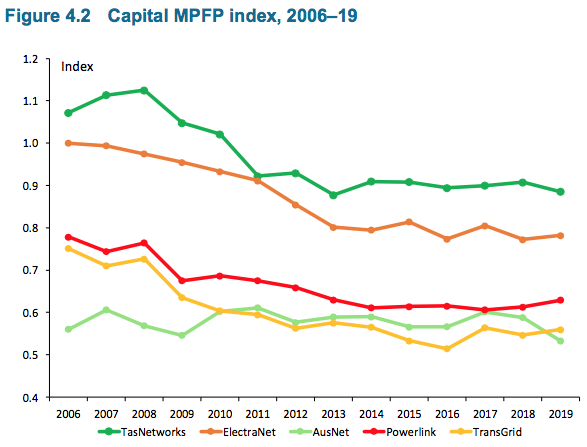 Figure 4.2 Capital MPFP index, 2006–19
1.2
Index
1.1
1.0
0.9
0.8
0.7
0.6
0.5
0.4
2006 2007 2008 2009 2010 2011 2012 2013 2014 2015 2016 2017 2018 2019
TasNetworks ElectraNet AusNet Powerlink TransGrid